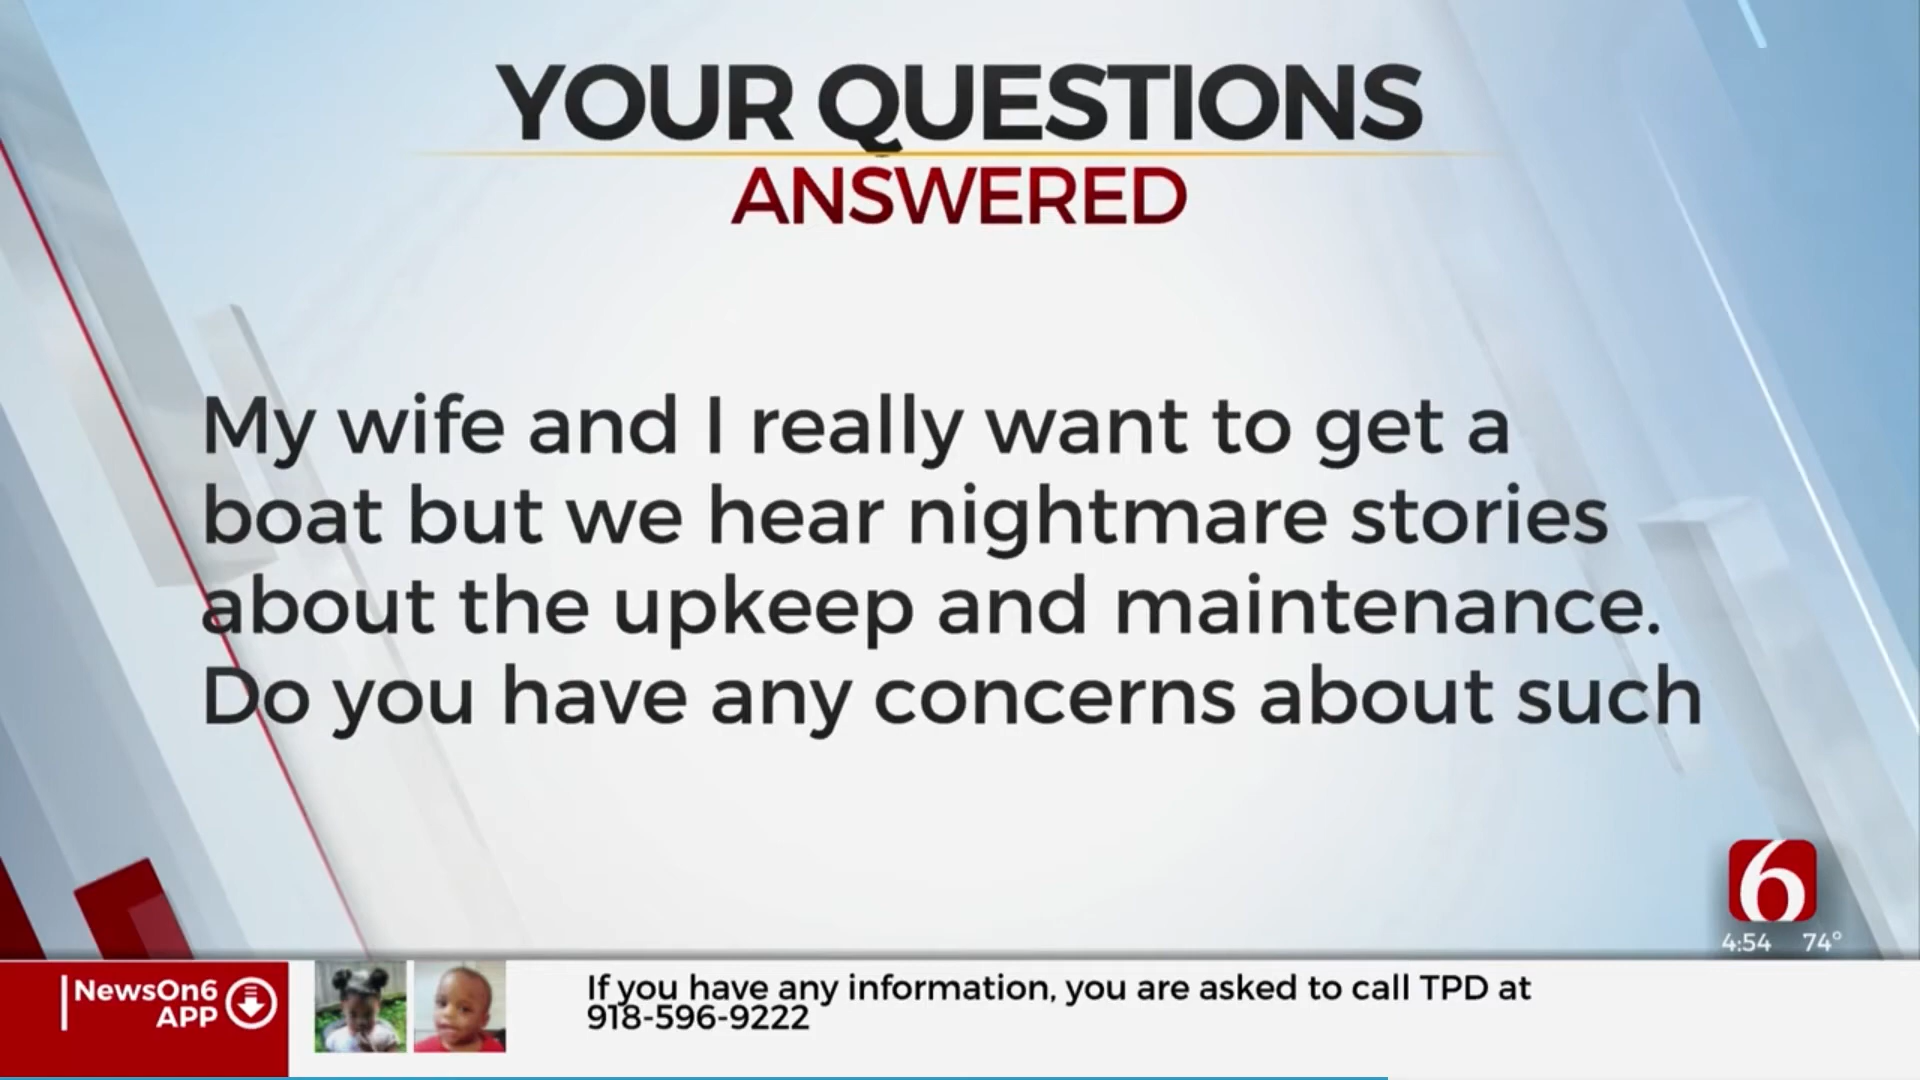 YOUR QUESTIONS
ANSWERED
My wife and I really want to get a
boat but we hear nightmare stories
about the upkeep and maintenance.
Do you have any concerns about such
6
4:54 74°
NewsOn6
APP
If you have any information, you are asked to call TPD at
918-596-9222